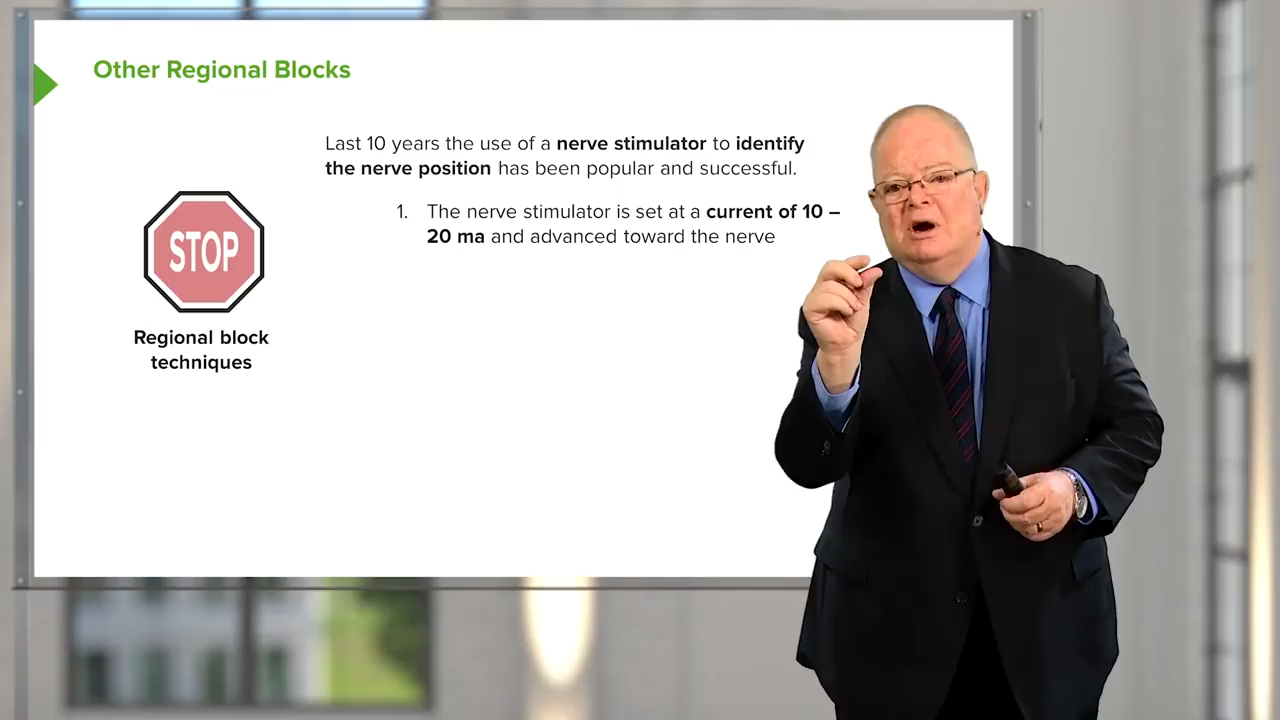 Other Regional Blocks
Last 10 years the use of a nerve stimulator to identify
the nerve position has been popular and successful.
1. The nerve stimulator is set at a current of 10 –
20 ma and advanced toward the nerve
STOP
Regional block
techniques